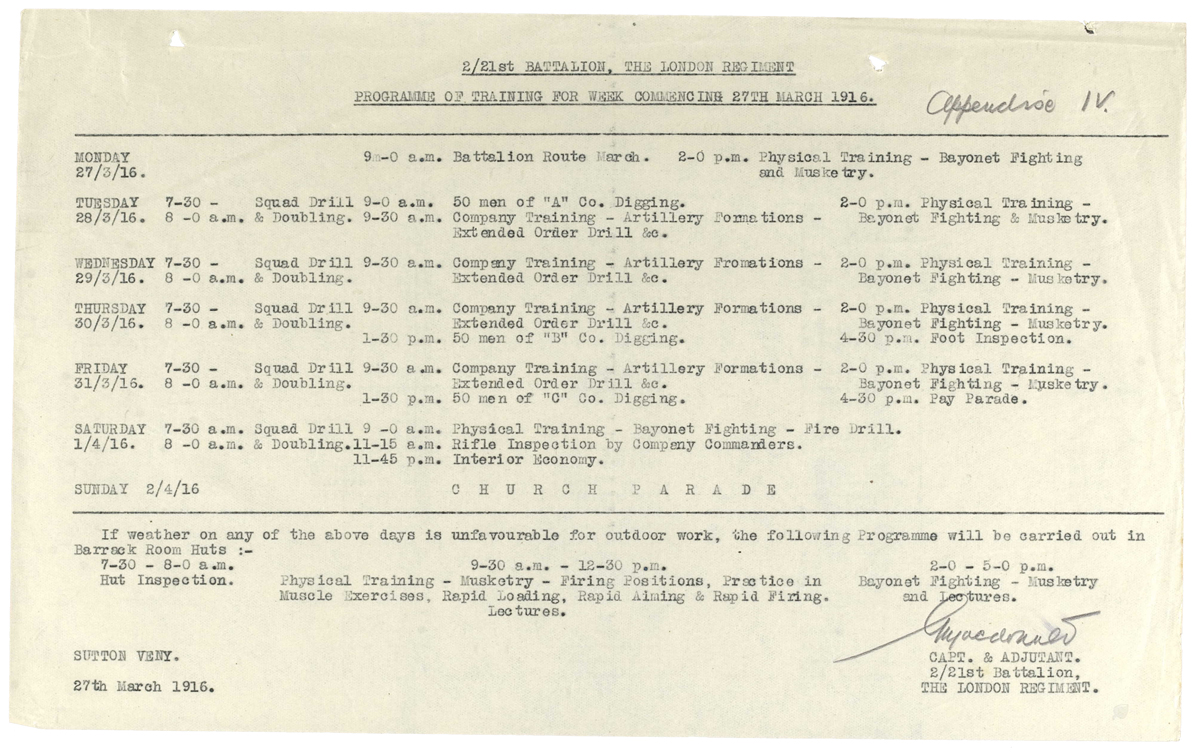 2/21st BATTALION, THE LONDON REGIMENT
PROGRAMME OF TRAINING FOR WEEK COMMENCING 27TH MARCH 1916.
Appendix IV.
MONDAY 9-0 a.m. Battalion Route March. 2-0 p.m. Physical Training - Bayonet Fighting
27/3/16. and Musketry.
TUESDAY 7-30 - Squad Drill 9-0 a.m. 50 men of "A" Co. Digging. 2-0 p.m. Physical Training -
28/3/16. 8 -0 a.m. & Doubling. 9-30 a.m. Company Training - Artillery Formations - Bayonet Fighting & Musketry.
Extended Order Drill &c.
WEDNESDAY 7-30 - Squad Drill 9-30 a.m. Company Training - Artillery Fromations - 2-0 p.m. Physical Training -
29/3/16. 8 -0 a.m. & Doubling. Extended Order Drill &c. Bayonet Fighting - Musketry.
THURSDAY 7-30 - Squad Drill 9-30 a.m. Company Training - Artillery Formations - 2-0 p.m. Physical Training -
30/3/16. 8 -0 a.m. & Doubling. Extended Order Drill &c. Bayonet Fighting - Musketry.
1-30 p.m. 50 men of "B" Co. Digging. 4-30 p.m. Foot Inspection.
FRIDAY 7-30 - Squad Drill 9-30 a.m. Company Training - Artillery Formations - 2-0 p.m. Physical Training -
31/3/16. 8 -0 a.m. & Doubling. Extended Order Drill &c. Bayonet Fighting - Musketry.
1-30 p.m. 50 men of "C" Co. Digging. 4-30 p.m. Pay Parade.
SATURDAY 7-30 a.m. Squad Drill 9 -0 a.m. Physical Training - Bayonet Fighting - Fire Drill.
1/4/16. 8 -0 a.m. & Doubling. 11-15 a.m. Rifle Inspection by Company Commanders.
11-45 p.m. Interior Economy.
SUNDAY 2/4/16 C H U R C H P A R A D E
If weather on any of the above days is unfavourable for outdoor work, the following Programme will be carried out in
Barrack Room Huts :-
7-30 - 8-0 a.m. 9-30 a.m. - 12-30 p.m. 2-0 - 5-0 p.m.
Hut Inspection. Physical Training - Musketry - Firing Positions, Practice in Bayonet Fighting - Musketry
Muscle Exercises, Rapid Loading, Rapid Aiming & Rapid Firing. and Lectures.
Lectures.
Macdonald
SUTTON VENY. CAPT. & ADJUTANT.
2/21st Battalion,
27th March 1916. THE LONDON REGIMENT.